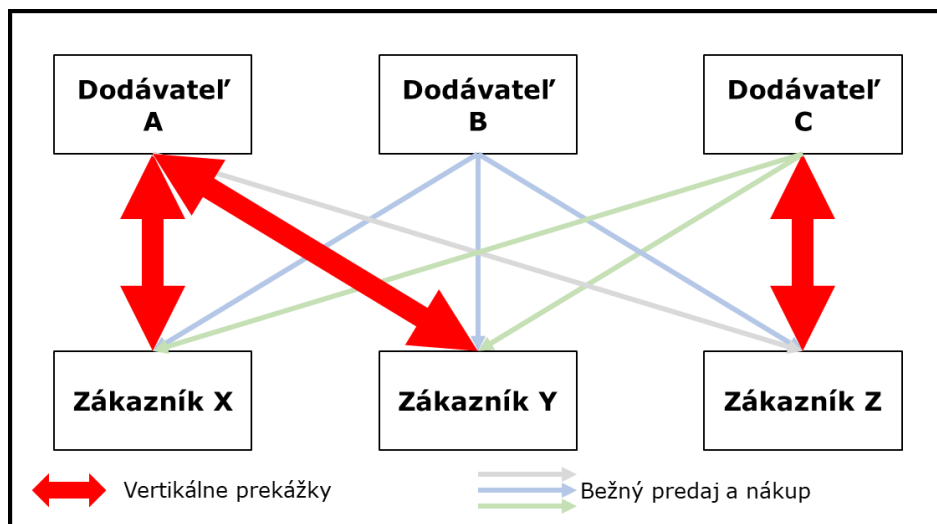 Dodávateľ
A
Dodávateľ
B
Dodávateľ
C
Zákazník X
Zákazník Y
Zákazník Z
Vertikálne prekážky
Bežný predaj a nákup